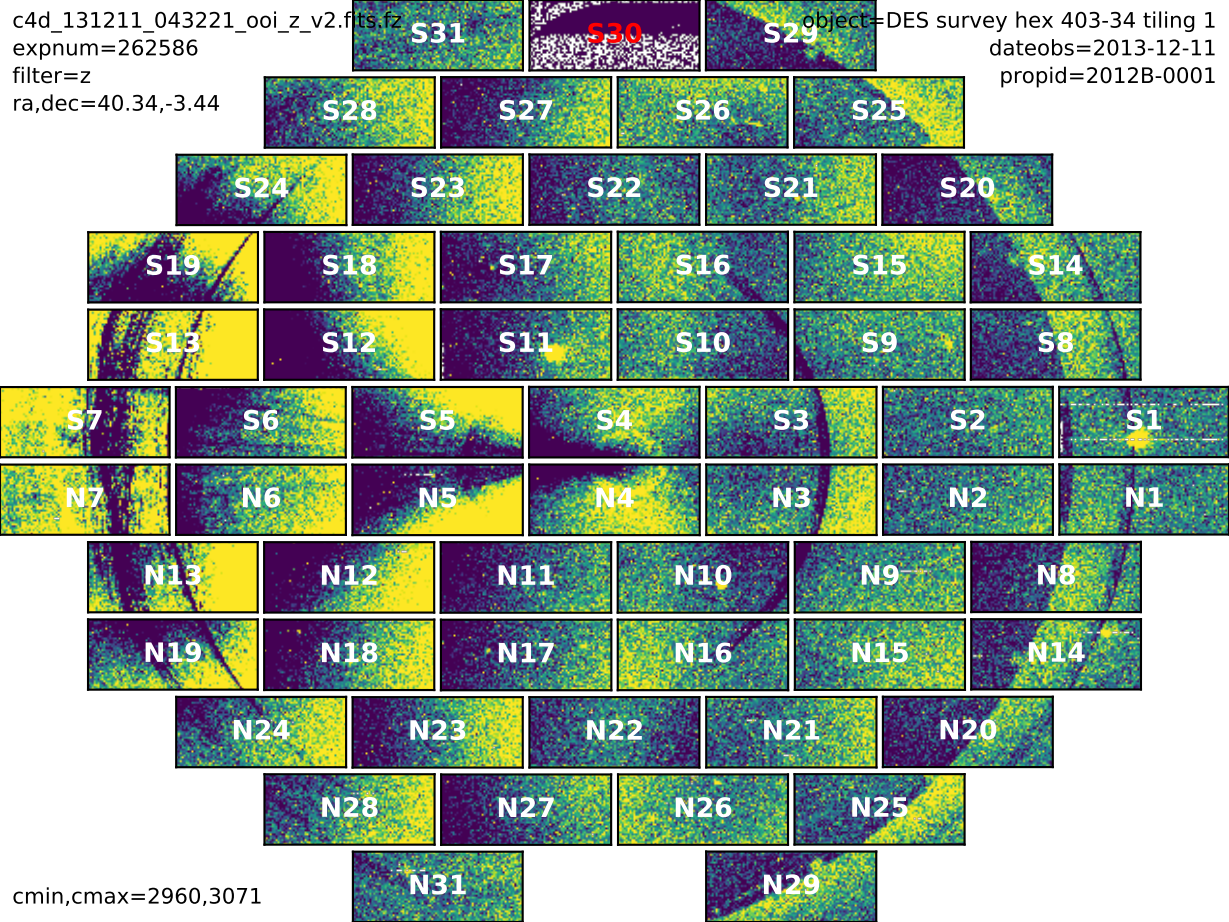 c4d_131211_043221_ooi_z_v2.fits.fz
expnum=262586
filter=z
ra,dec=40.34,-3.44
object=DES survey hex 403-34 tiling 1
dateobs=2013-12-11
propid=2012B-0001
S31 S30 S29
S28 S27 S26 S25
S24 S23 S22 S21 S20
S19 S18 S17 S16 S15 S14
S13 S12 S11 S10 S9 S8
S7 S6 S5 S4 S3 S2 S1
N7 N6 N5 N4 N3 N2 N1
N13 N12 N11 N10 N9 N8
N19 N18 N17 N16 N15 N14
N24 N23 N22 N21 N20
N28 N27 N26 N25
N31 N29
cmin,cmax=2960,3071